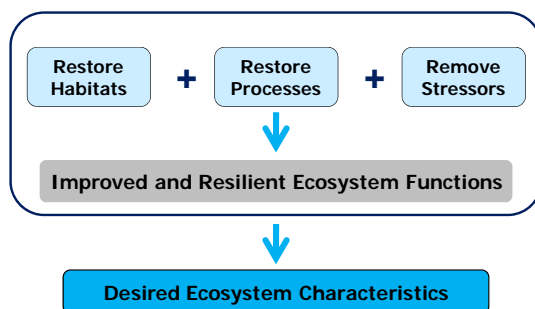 Restore
Habitats
+
Restore
Processes
+
Remove
Stressors
Improved and Resilient Ecosystem Functions
Desired Ecosystem Characteristics